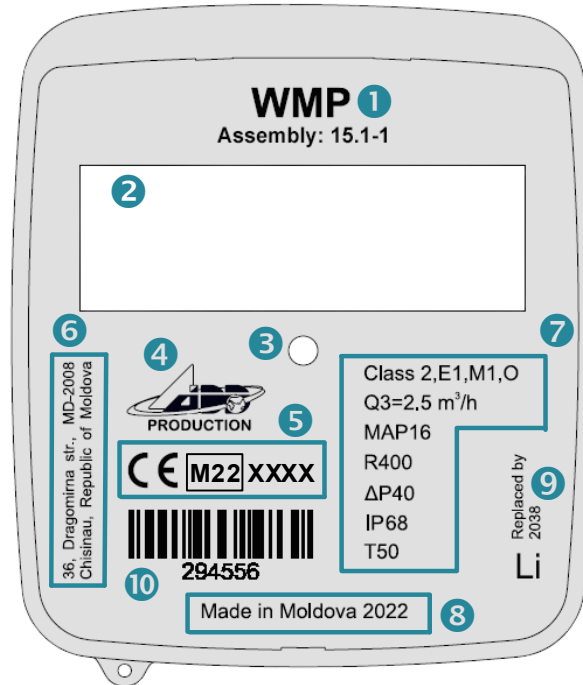 WMP 1
Assembly: 15.1-1
2
3
4
PRODUCTION
5
CE M22 XXXX
6
36, Dragomirna str., MD-2008
Chisinau, Republic of Moldova
7
Class 2,E1,M1,O
Q3=2.5 m³/h
MAP16
R400
ΔP40
IP68
T50
9
Replaced by
2038
Li
294556
10
Made in Moldova 2022 8